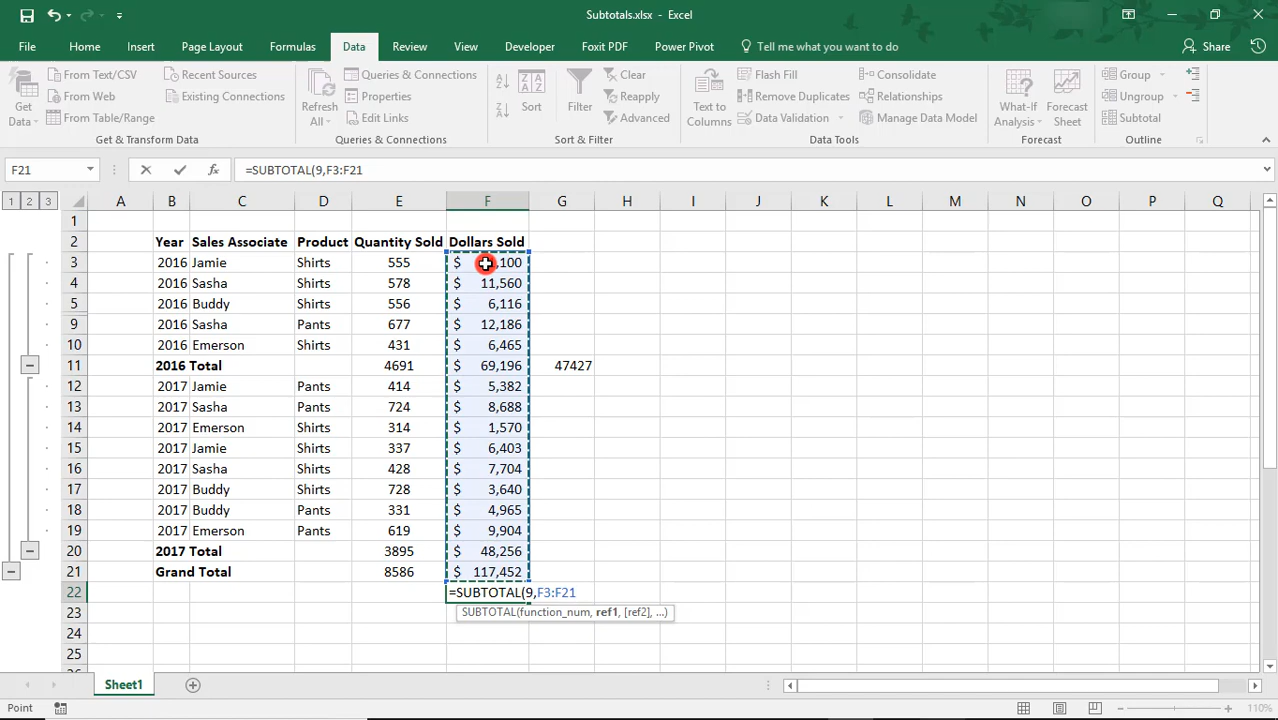 Subtotals.xlsx - Excel
File Home Insert Page Layout Formulas Data Review View Developer Foxit PDF Power Pivot Tell me what you want to do Share
Get Data
From Text/CSV
From Web
From Table/Range
Recent Sources
Existing Connections
Get & Transform Data
Refresh All
Queries & Connections
Properties
Edit Links
Queries & Connections
Sort
Filter
Clear
Reapply
Advanced
Sort & Filter
Text to Columns
Flash Fill
Remove Duplicates
Data Validation
Consolidate
Relationships
Manage Data Model
Data Tools
What-If Analysis
Forecast Sheet
Forecast
Group
Ungroup
Subtotal
Outline
F21 fx =SUBTOTAL(9,F3:F21
1 2 3 A B C D E F G H I J K L M N O P Q
1
2 Year Sales Associate Product Quantity Sold Dollars Sold
3 2016 Jamie Shirts 555 $ ,100
4 2016 Sasha Shirts 578 $ 11,560
5 2016 Buddy Shirts 556 $ 6,116
9 2016 Sasha Pants 677 $ 12,186
10 2016 Emerson Shirts 431 $ 6,465
11 2016 Total 4691 $ 69,196 47427
12 2017 Jamie Pants 414 $ 5,382
13 2017 Sasha Pants 724 $ 8,688
14 2017 Emerson Shirts 314 $ 1,570
15 2017 Jamie Shirts 337 $ 6,403
16 2017 Sasha Shirts 428 $ 7,704
17 2017 Buddy Shirts 728 $ 3,640
18 2017 Buddy Pants 331 $ 4,965
19 2017 Emerson Pants 619 $ 9,904
20 2017 Total 3895 $ 48,256
21 Grand Total 8586 $ 117,452
22 =SUBTOTAL(9,F3:F21
23 SUBTOTAL(function_num, ref1, [ref2], ...)
24
25
Sheet1
Point 110%